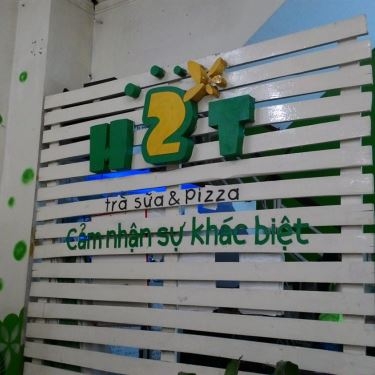 H2T
trà sữa & pizza
cảm nhận sự khác biệt